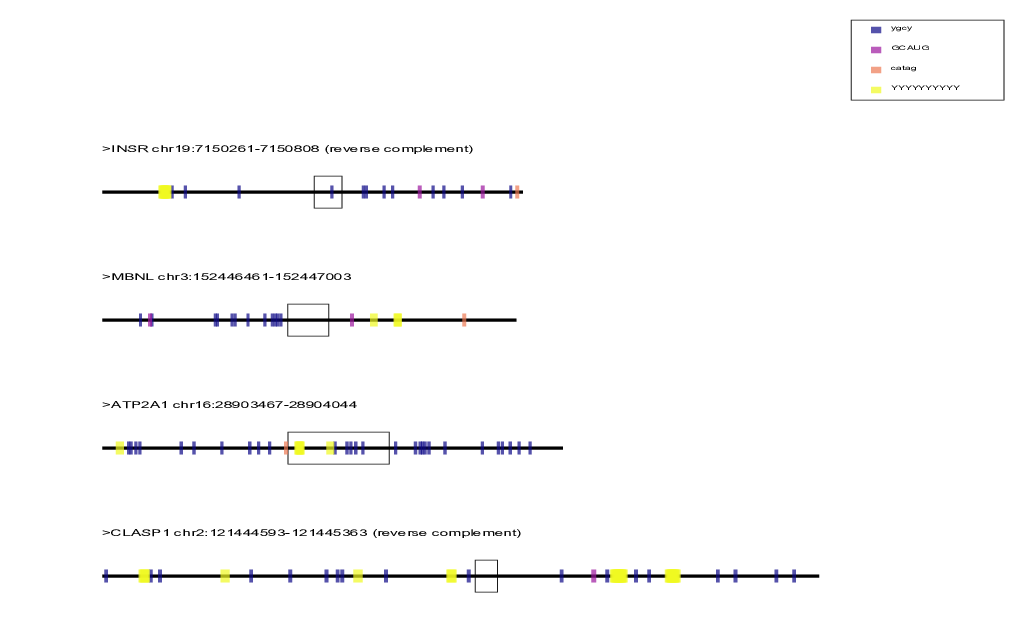 ygcy
GCAUG
catag
YYYYYYYYYY
>INSR chr19:7150261-7150808 (reverse complement)
>MBNL chr3:152446461-152447003
>ATP2A1 chr16:28903467-28904044
>CLASP1 chr2:121444593-121445363 (reverse complement)